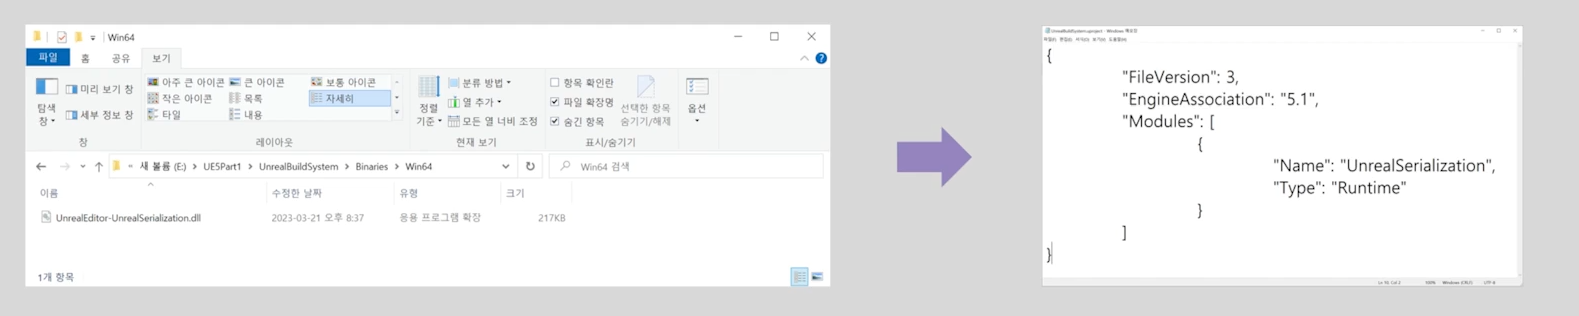 Win64
파일 홈 공유 보기
미리 보기 창
세부 정보 창
탐색
창
창
아주 큰 아이콘 큰 아이콘 보통 아이콘
작은 아이콘 목록 자세히
타일 내용
레이아웃
정렬
기준
분류 방법
열 추가
모든 열 너비 조정
현재 보기
항목 확인란
파일 확장명
숨긴 항목
선택한 항목
숨기기/해제
표시/숨기기
옵션
« 새 볼륨 (E:) > UE5Part1 > UnrealBuildSystem > Binaries > Win64
Win64 검색
이름 수정한 날짜 유형 크기
UnrealEditor-UnrealSerialization.dll 2023-03-21 오후 8:37 응용 프로그램 확장 217KB
1개 항목
UnrealBuildSystem.uproject - Windows 메모장
파일(F) 편집(E) 서식(O) 보기(V) 도움말(H)
{
"FileVersion": 3,
"EngineAssociation": "5.1",
"Modules": [
{
"Name": "UnrealSerialization",
"Type": "Runtime"
}
]
}
100% Windows (CRLF) UTF-8